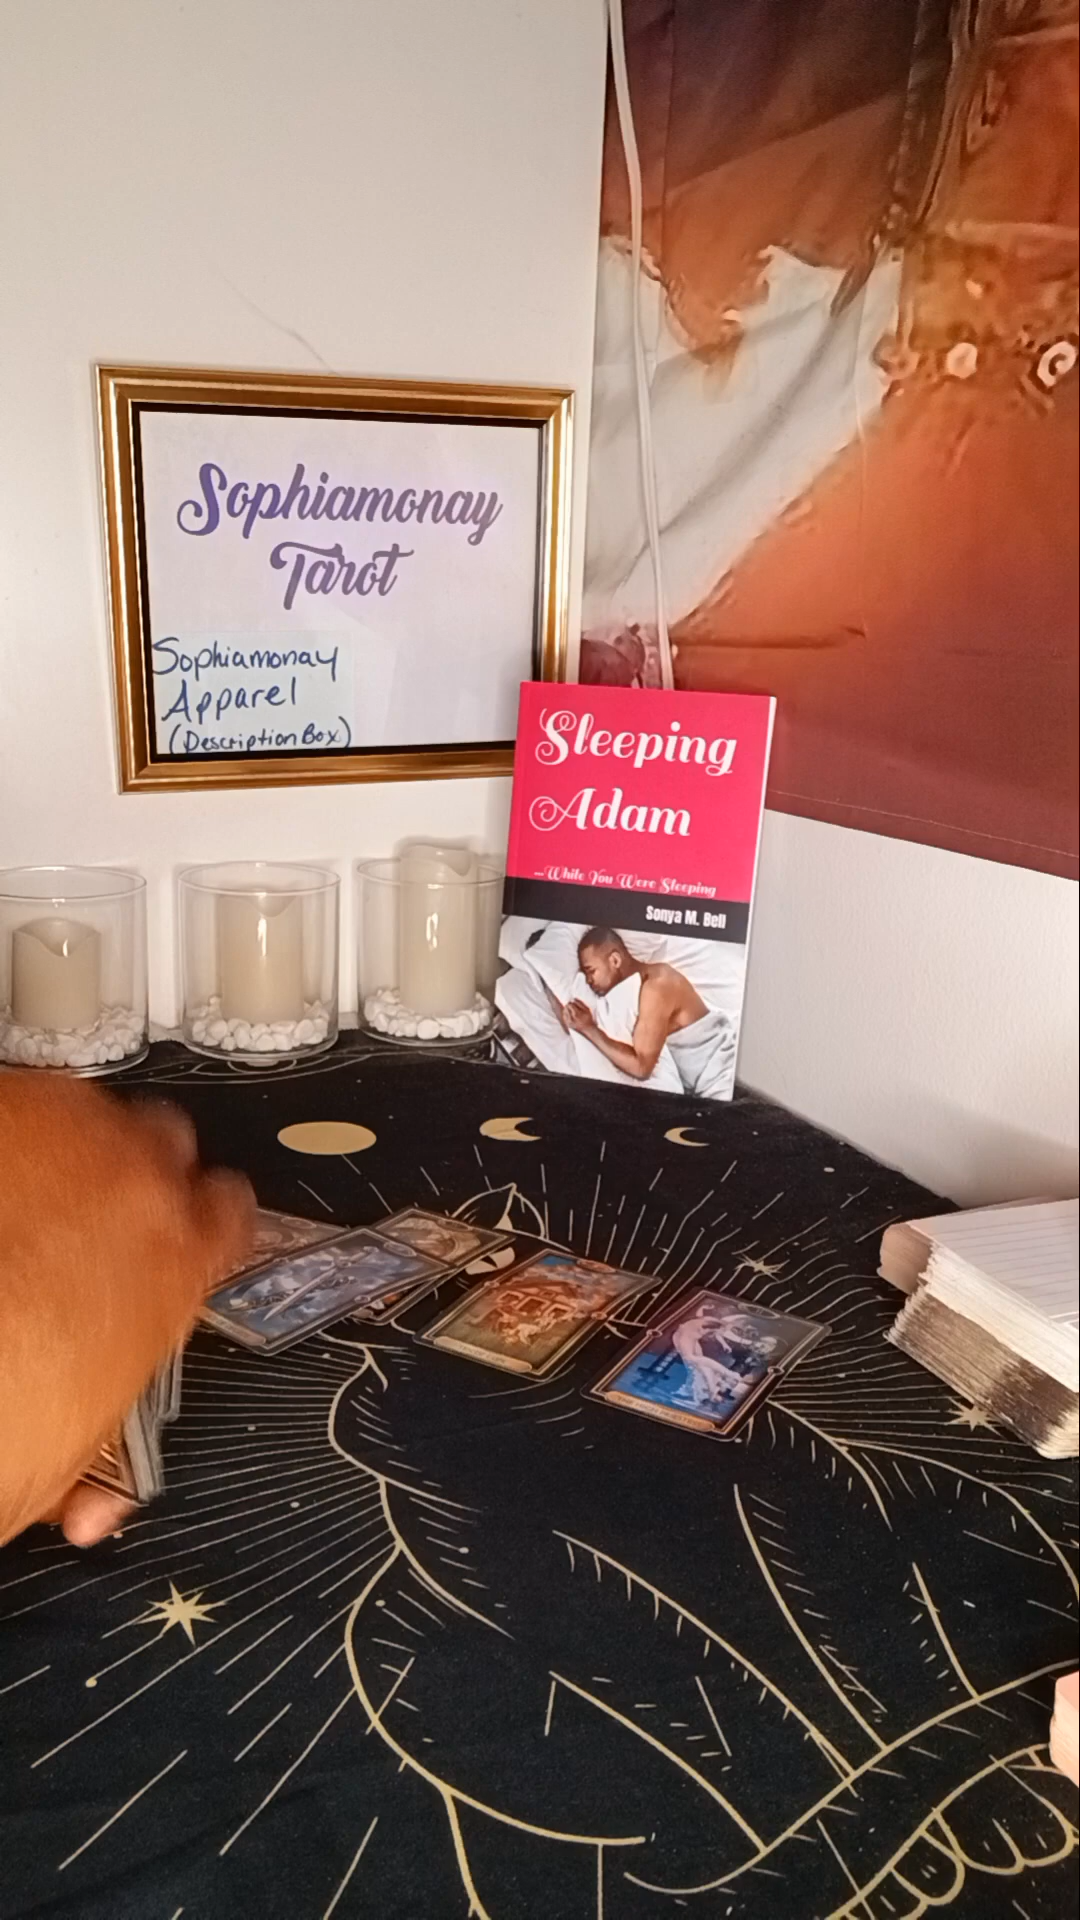 Sophiamonay
Tarot
Sophiamonay
Apparel
(Description Box)
Sleeping
Adam
...While You Were Sleeping
Sonya M. Bell